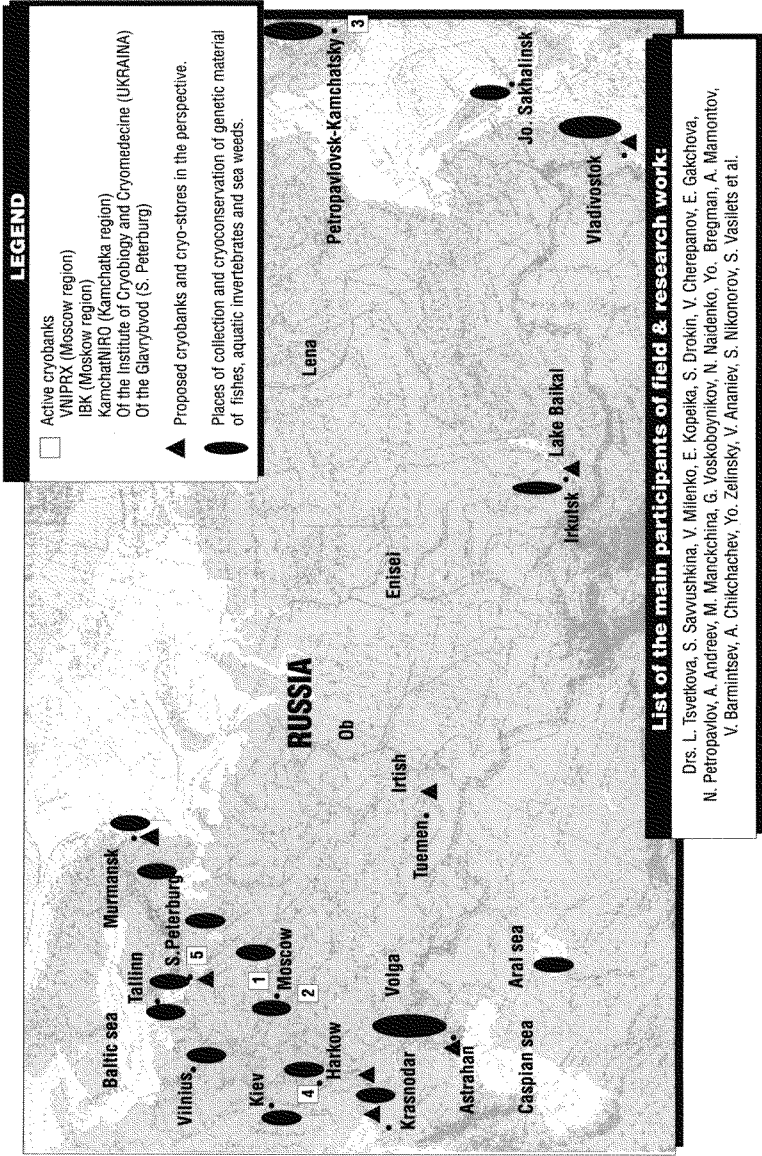 LEGEND
Active cryobanks
VNIPRX (Moscow region)
IBK (Moskow region)
KamchatNIRO (Kamchatka region)
Of the Institute of Cryobiogy and Cryomedecine (UKRAINA)
Of the Glavrybvod (S. Peterburg)
Proposed cryobanks and cryo-stores in the perspective.
Places of collection and cryoconservation of genetic material
of fishes, aquatic invertebrates and sea weeds.
Murmansk
Baltic sea
Tallinn
S.Peterburg
5
Vilnius
1
Moscow
2
Kiev
Harkow
4
RUSSIA
Ob
Lena
Petropavlovsk-Kamchatsky
3
Volga
Krasnodar
Irtish
Tuemen
Enisei
Astrahan
Aral sea
Caspian sea
Lake Baikal
Irkulsk
Jo. Sakhalinsk
Vladivostok
List of the main participants of field & research work:
Drs. L. Tsvetkova, S. Savvushkina, V. Milenko, E. Kopeika, S. Drokin, V. Cherepanov, E. Gakchova,
N. Petropavlov, A. Andreev, M. Manckchina, G. Voskoboynikov, N. Naidenko, Yo. Bregman, A. Mamontov,
V. Barmintsev, A. Chikchachev, Yo. Zelinsky, V. Ananiev, S. Nikomorov, S. Vasilets et al.